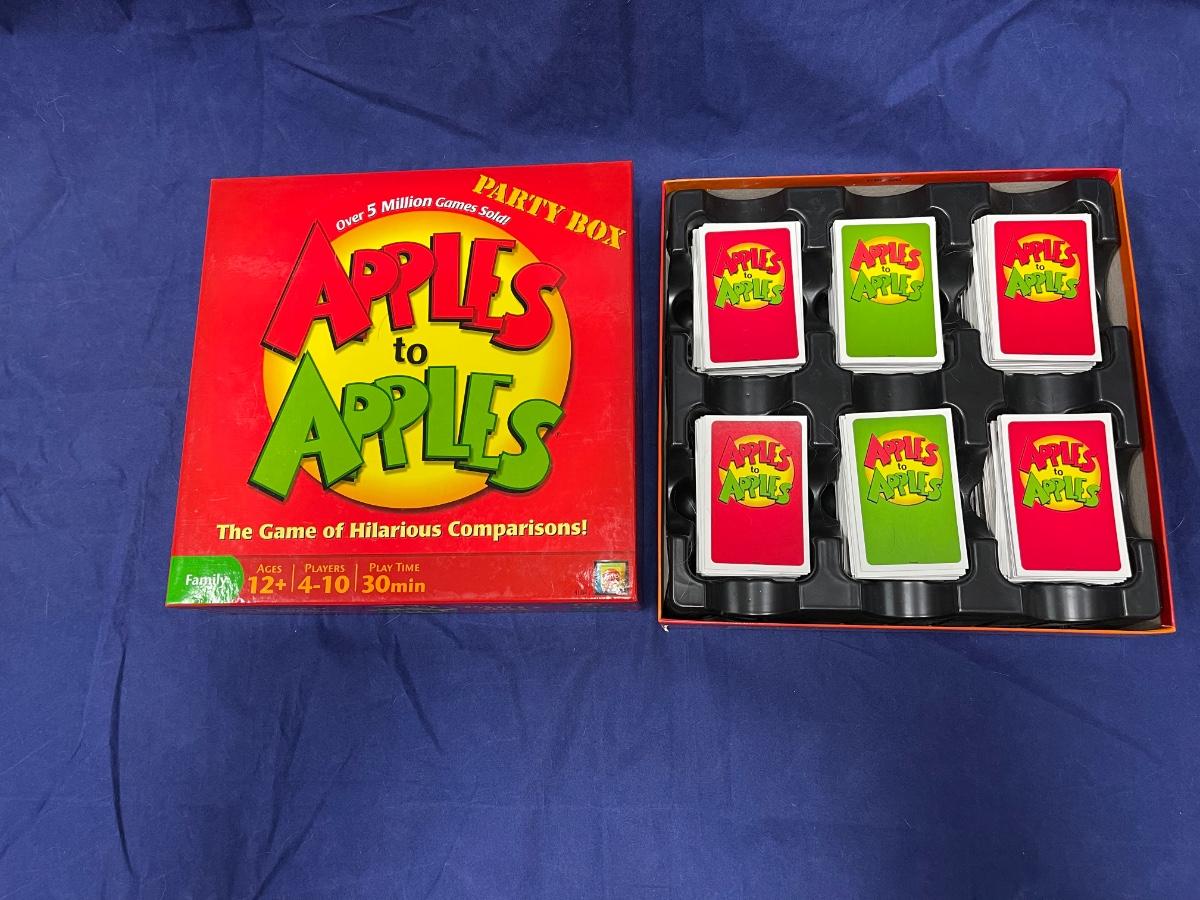 PARTY BOX
Over 5 Million Games Sold!
APPLES
to
APPLES
The Game of Hilarious Comparisons!
Family
AGES
12+
PLAYERS
4-10
PLAY TIME
30min
APPLES
to
APPLES
APPLES
to
APPLES
APPLES
to
APPLES
APPLES
to
APPLES
APPLES
to
APPLES
APPLES
to
APPLES